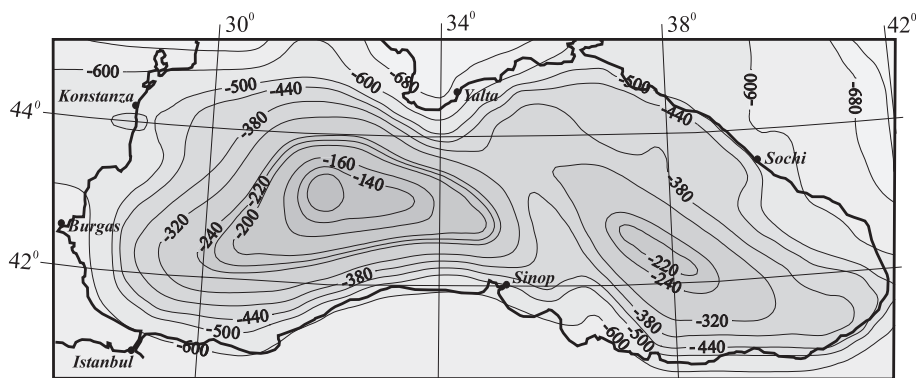 30⁰ 34⁰ 38⁰ 42⁰
-600 -500 -440 -600 -680 -500 -600 -680
Konstanza Yalta
44⁰ -380 -440
-160 -140 Sochi
-220 -380
-320 -240 -200
Burgas
42⁰ -220
-380 Sinop -240
-440 -380 -320
-500 -600 -500
-600 -440
Istanbul